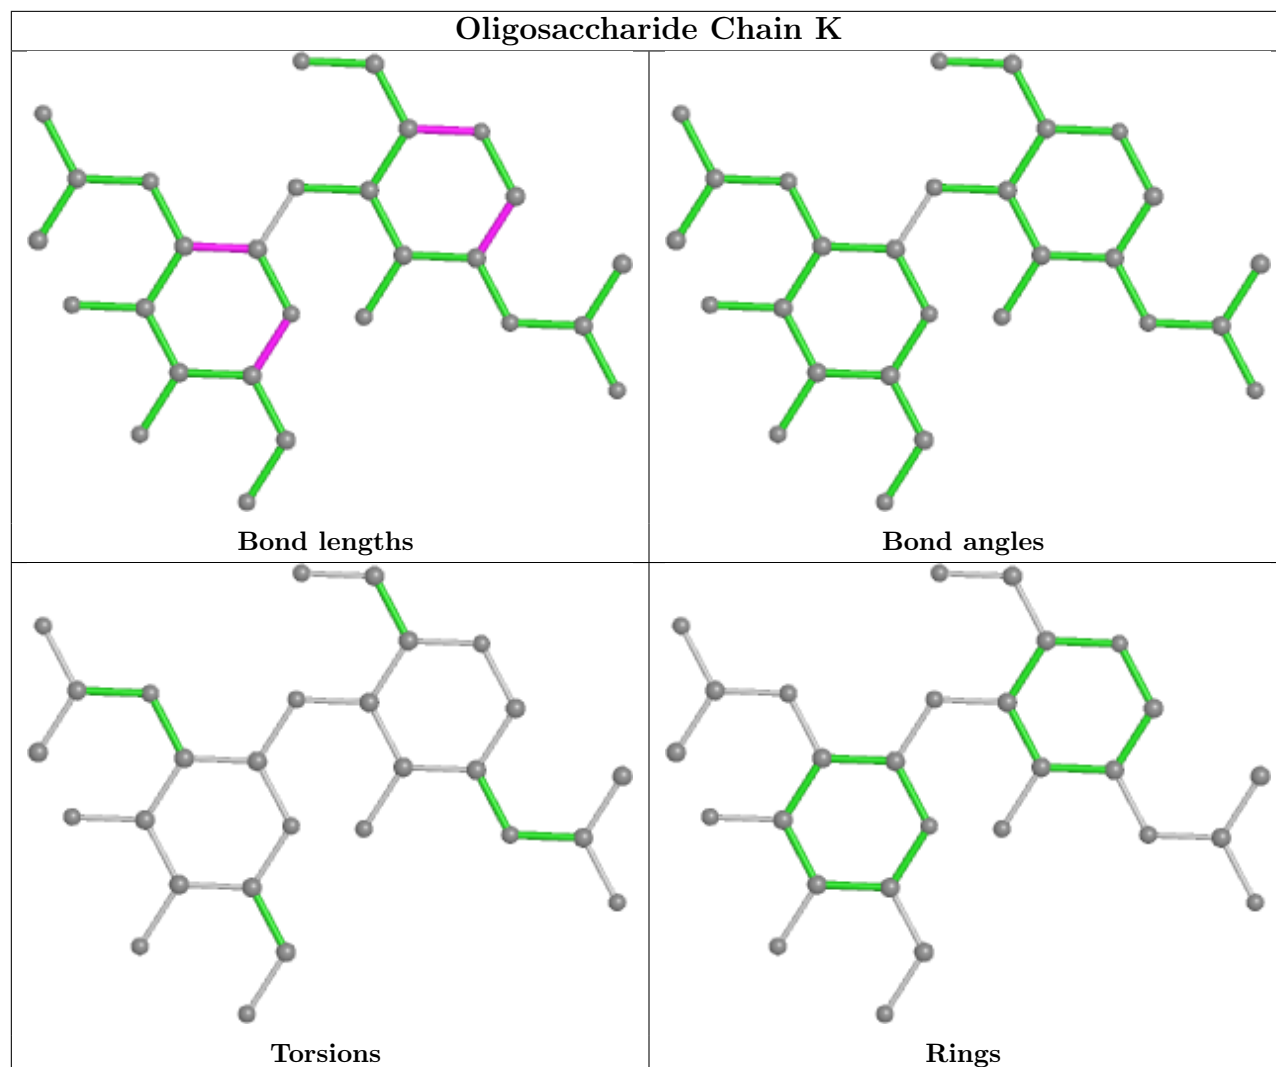 Oligosaccharide Chain K
Bond lengths
Bond angles
Torsions
Rings